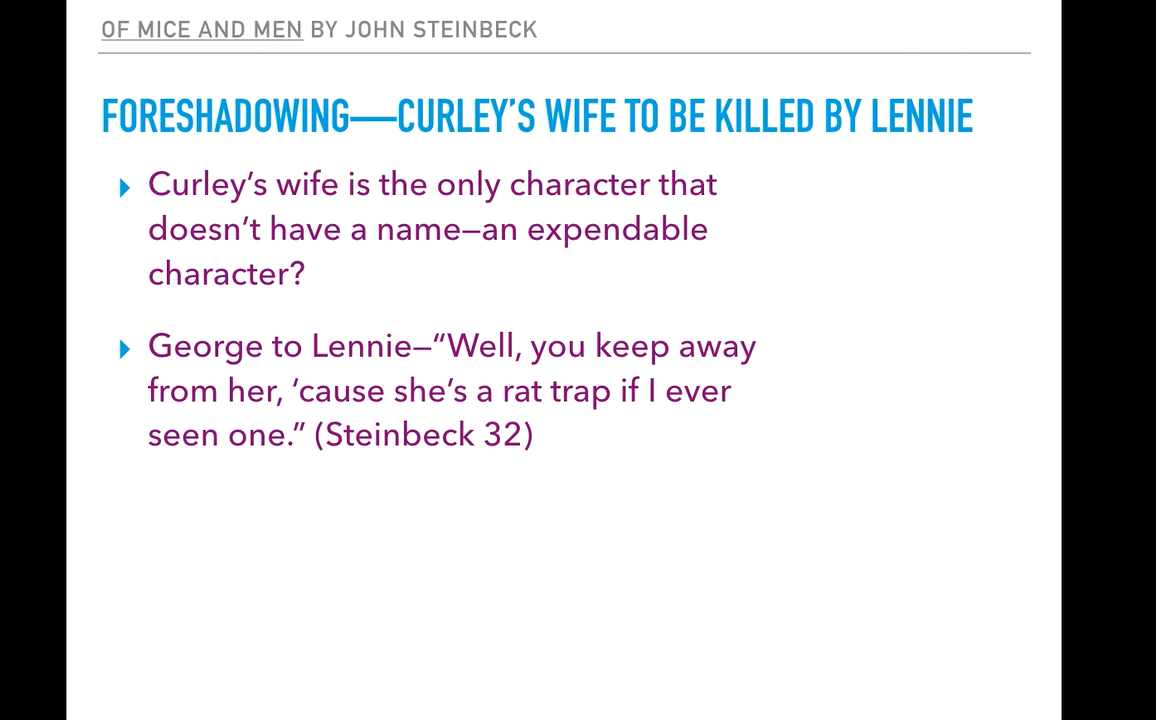 OF MICE AND MEN BY JOHN STEINBECK
FORESHADOWING—CURLEY’S WIFE TO BE KILLED BY LENNIE
Curley’s wife is the only character that
doesn’t have a name—an expendable
character?
George to Lennie—“Well, you keep away
from her, ‘cause she’s a rat trap if I ever
seen one.” (Steinbeck 32)